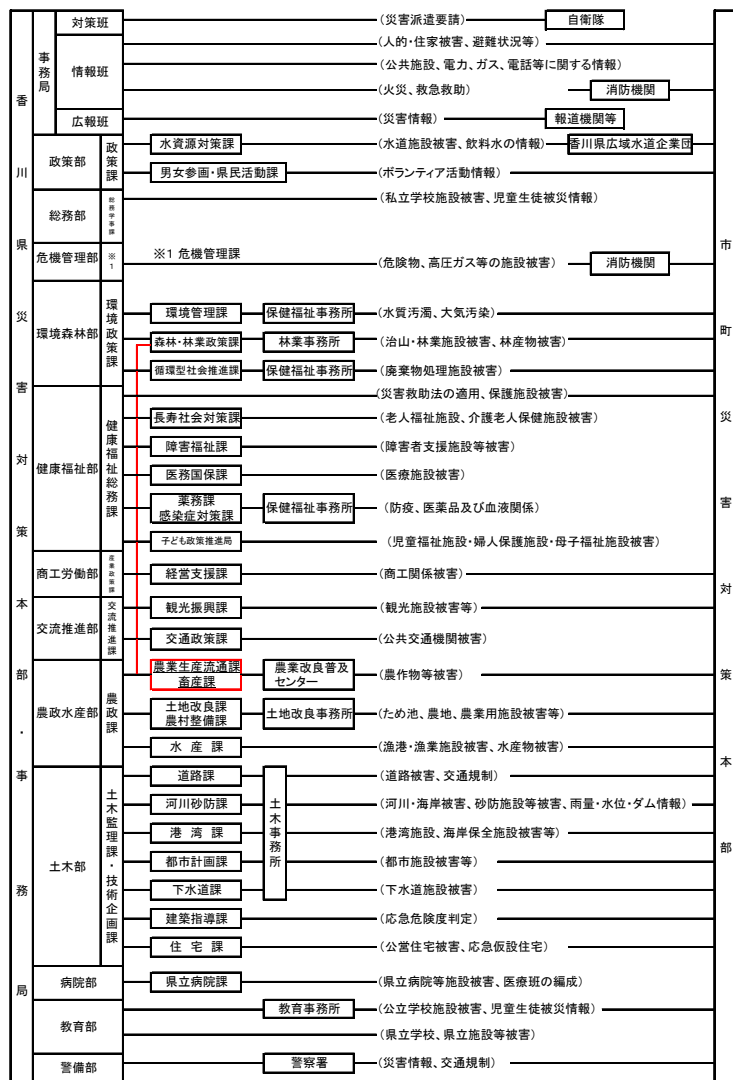 香川県災害対策本部・事務局
事務局
対策班
(災害派遣要請)
自衛隊
情報班
(人的・住家被害、避難状況等)
(公共施設、電力、ガス、電話等に関する情報)
(火災、救急救助)
消防機関
広報班
(災害情報)
報道機関等
政策部
政策課
水資源対策課
(水道施設被害、飲料水の情報)
香川県広域水道企業団
男女参画・県民活動課
(ボランティア活動情報)
総務部
総務学事課
(私立学校施設被害、児童生徒被災情報)
危機管理部
※1
※1 危機管理課
(危険物、高圧ガス等の施設被害)
消防機関
環境森林部
環境政策課
環境管理課
保健福祉事務所
(水質汚濁、大気汚染)
森林・林業政策課
林業事務所
(治山・林業施設被害、林産物被害)
循環型社会推進課
保健福祉事務所
(廃棄物処理施設被害)
健康福祉部
健康福祉総務課
(災害救助法の適用、保護施設被害)
長寿社会対策課
(老人福祉施設、介護老人保健施設被害)
障害福祉課
(障害者支援施設等被害)
医務国保課
(医療施設被害)
薬務課
感染症対策課
保健福祉事務所
(防疫、医薬品及び血液関係)
子ども政策推進局
(児童福祉施設・婦人保護施設・母子福祉施設被害)
商工労働部
産業政策課
経営支援課
(商工関係被害)
交流推進部
交流推進課
観光振興課
(観光施設被害等)
交通政策課
(公共交通機関被害)
農政水産部
農政課
農業生産流通課
畜産課
農業改良普及
センター
(農作物等被害)
土地改良課
農村整備課
土地改良事務所
(ため池、農地、農業用施設被害等)
水産課
(漁港・漁業施設被害、水産物被害)
土木部
土木監理課・技術企画課
土木事務所
道路課
(道路被害、交通規制)
河川砂防課
(河川・海岸被害、砂防施設等被害、雨量・水位・ダム情報)
港湾課
(港湾施設、海岸保全施設被害等)
都市計画課
(都市施設被害等)
下水道課
(下水道施設被害)
建築指導課
(応急危険度判定)
住宅課
(公営住宅被害、応急仮設住宅)
病院部
県立病院課
(県立病院等施設被害、医療班の編成)
教育部
教育事務所
(公立学校施設被害、児童生徒被災情報)
(県立学校、県立施設等被害)
警備部
警察署
(災害情報、交通規制)
市町災害対策本部